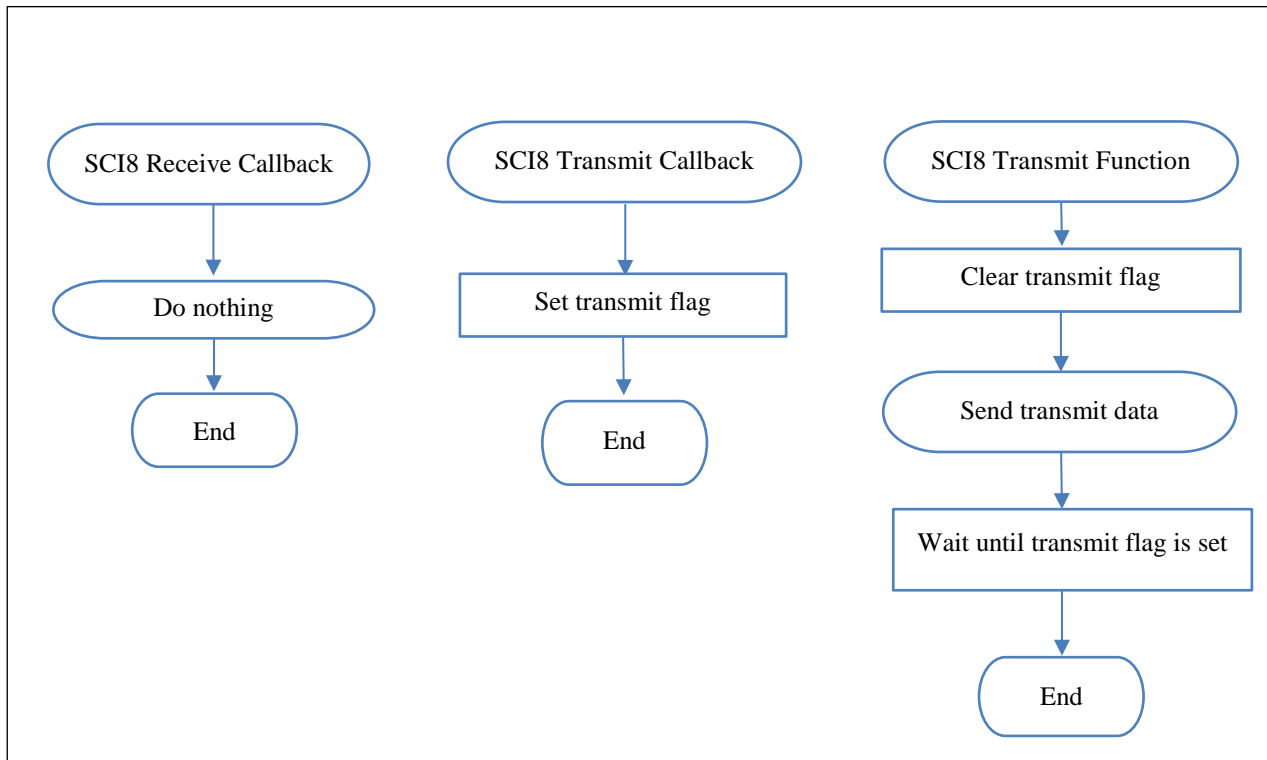 SCI8 Receive Callback
Do nothing
End
SCI8 Transmit Callback
Set transmit flag
End
SCI8 Transmit Function
Clear transmit flag
Send transmit data
Wait until transmit flag is set
End